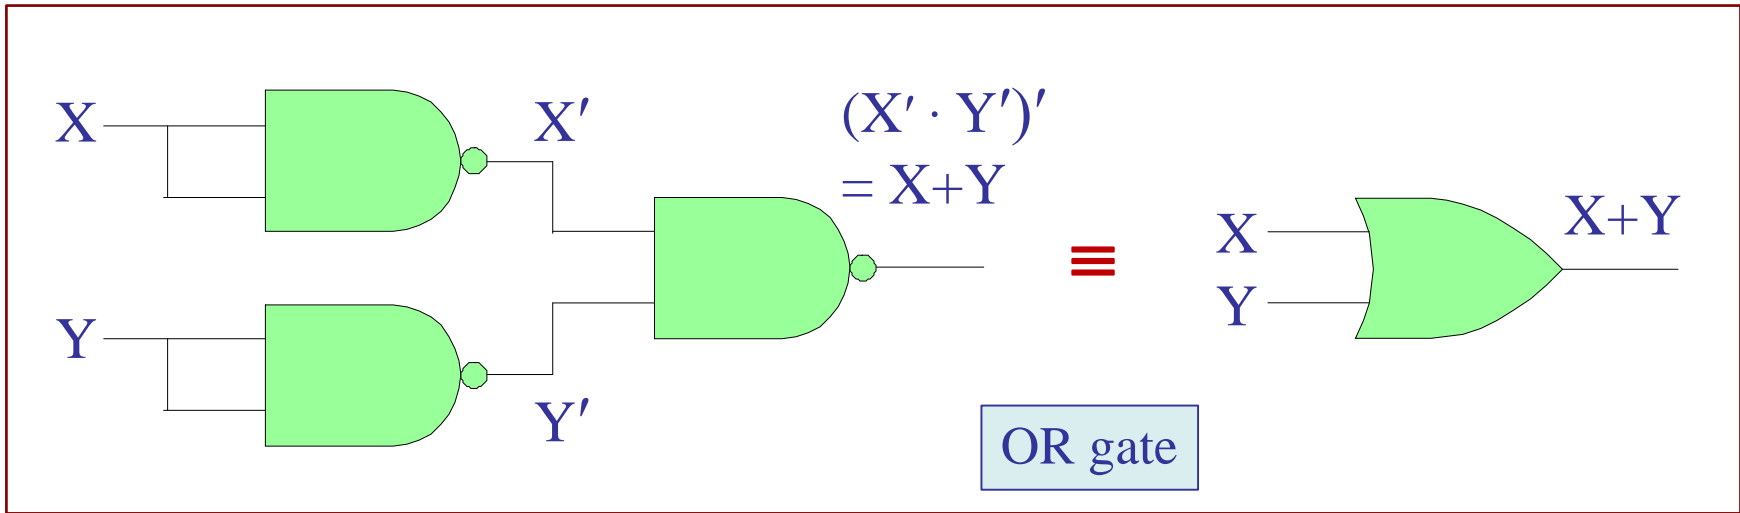 X
X′
Y
Y′
(X′ · Y′)′
= X+Y
≡
X
Y
X+Y
OR gate